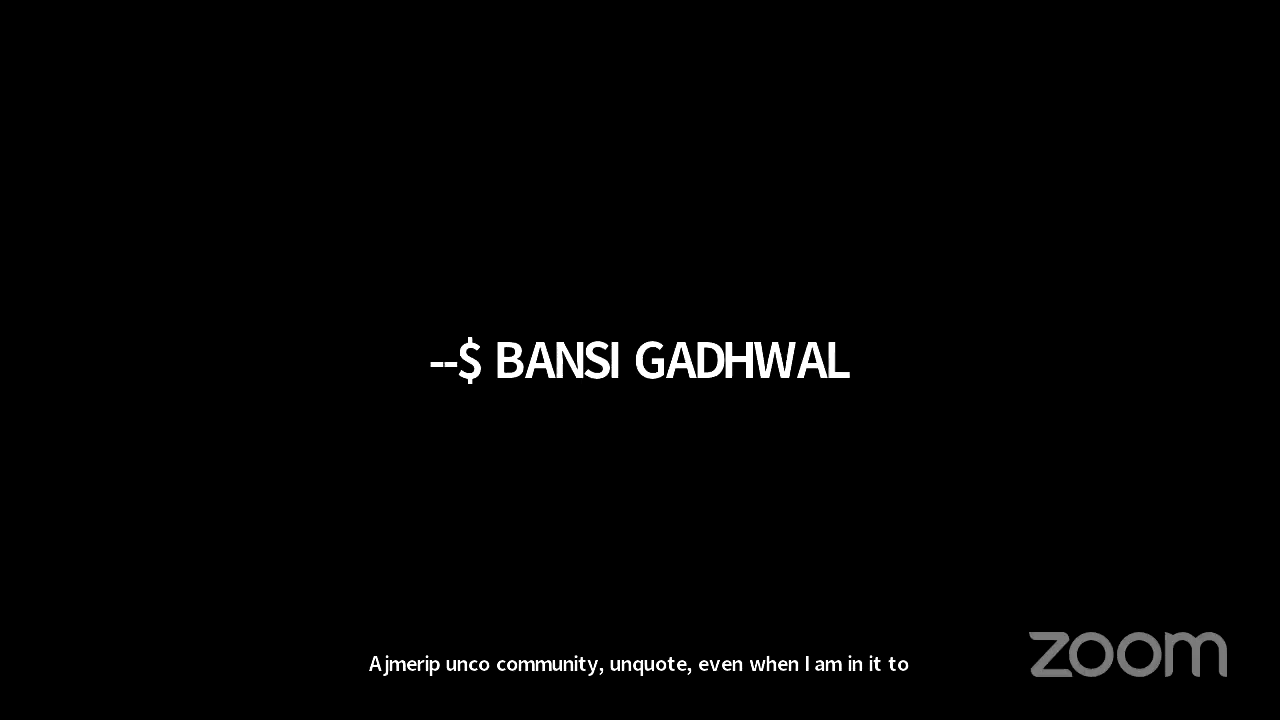 --$ BANSI GADHWAL
Ajmerip unco community, unquote, even when I am in it to
zoom